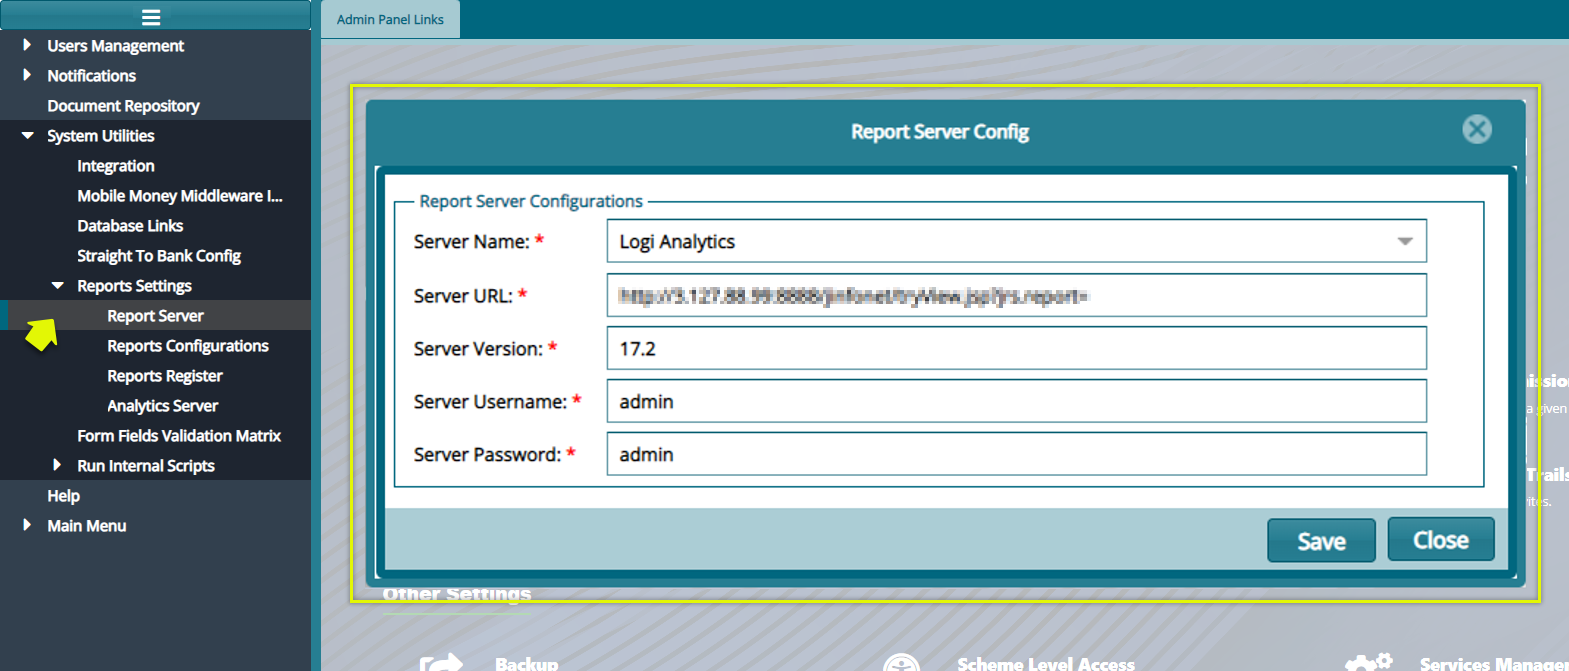 Admin Panel Links
Users Management
Notifications
Document Repository
System Utilities
Integration
Mobile Money Middleware I...
Database Links
Straight To Bank Config
Reports Settings
Report Server
Reports Configurations
Reports Register
Analytics Server
Form Fields Validation Matrix
Run Internal Scripts
Help
Main Menu
Report Server Config
Report Server Configurations
Server Name: * Logi Analytics
Server URL: *
Server Version: * 17.2
Server Username: * admin
Server Password: * admin
Save Close
a given
Trails
Other Settings
Backup Scheme Level Access Services Manager